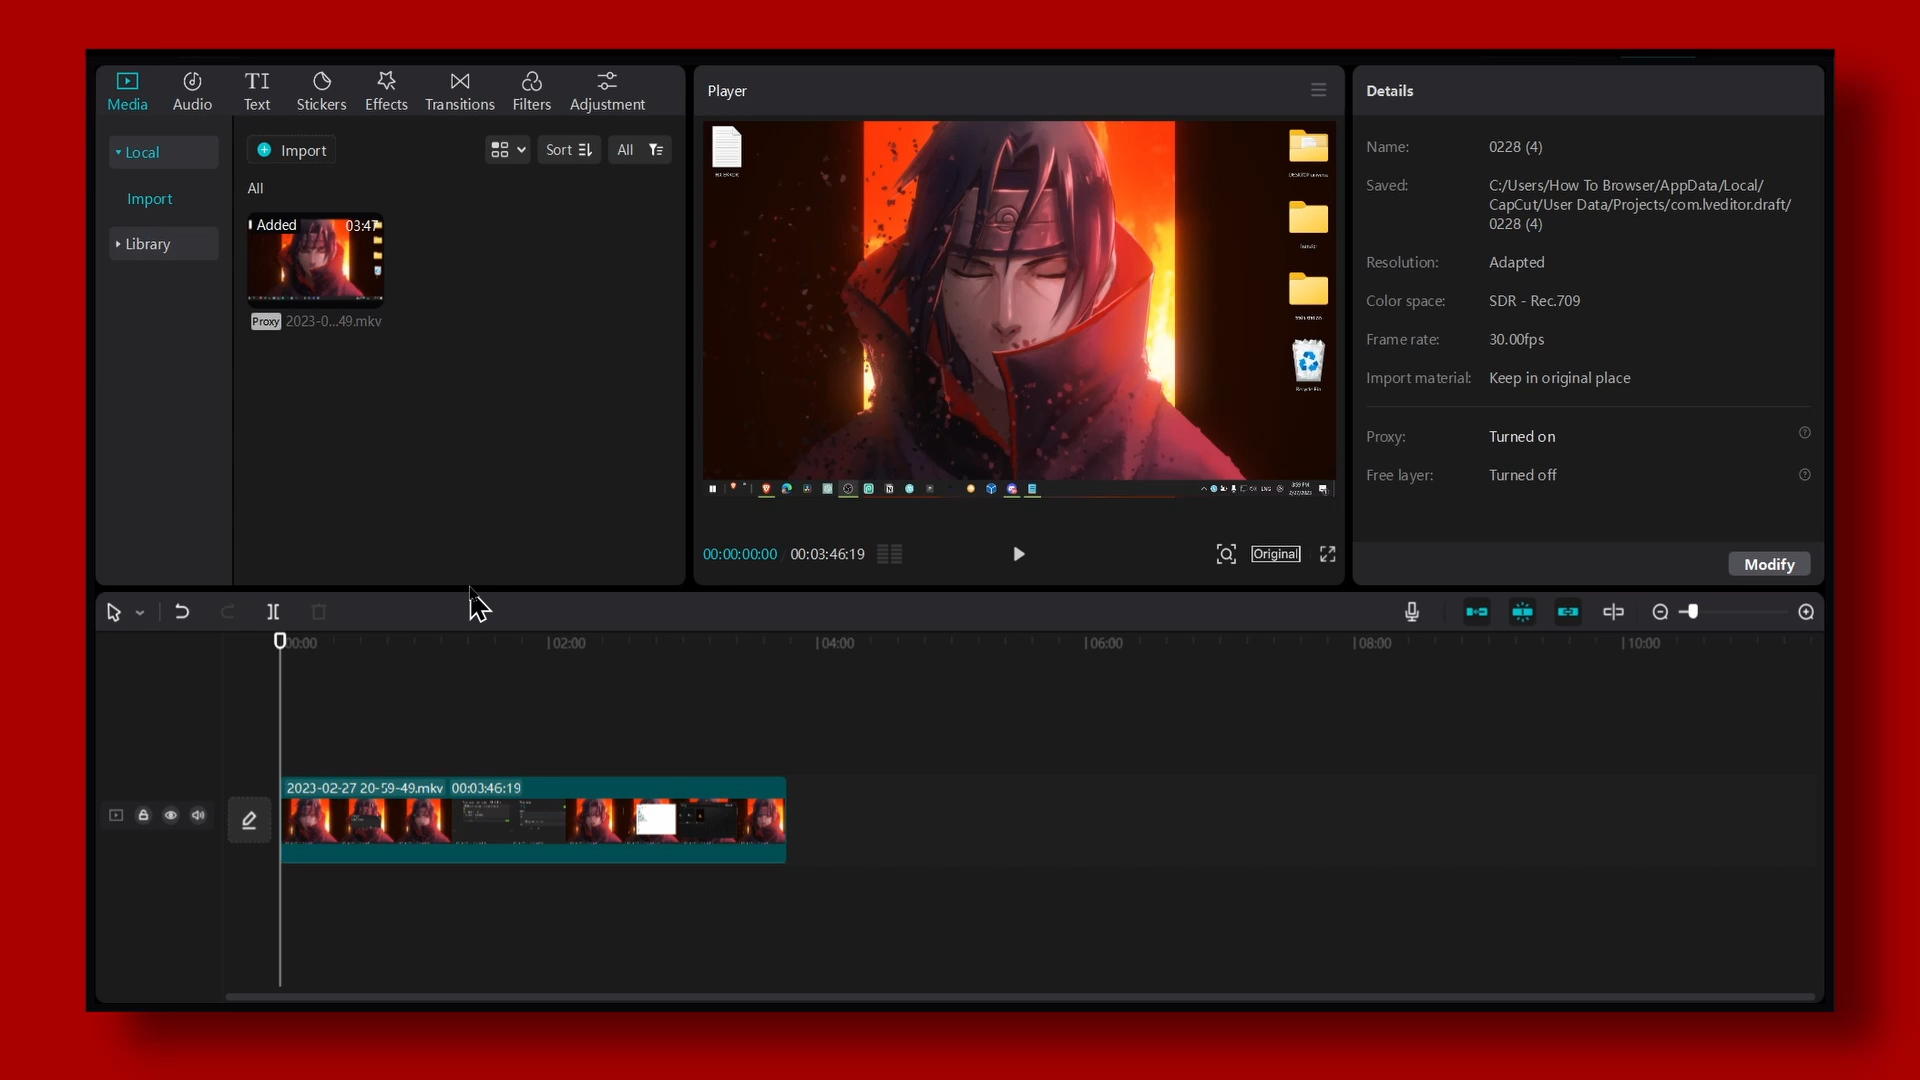 Media
Audio
Text
Stickers
Effects
Transitions
Filters
Adjustment
Local
Import
Library
Import
Sort
All
All
Added
03:47
Proxy 2023-0...49.mkv
Player
Recycle Bin
ENG
00:00:00:00 / 00:03:46:19
Original
Details
Name: 0228 (4)
Saved: C:/Users/How To Browser/AppData/Local/
CapCut/User Data/Projects/com.lveditor.draft/
0228 (4)
Resolution: Adapted
Color space: SDR - Rec.709
Frame rate: 30.00fps
Import material: Keep in original place
Proxy: Turned on
Free layer: Turned off
Modify
00:00
02:00
04:00
06:00
08:00
10:00
2023-02-27 20-59-49.mkv 00:03:46:19